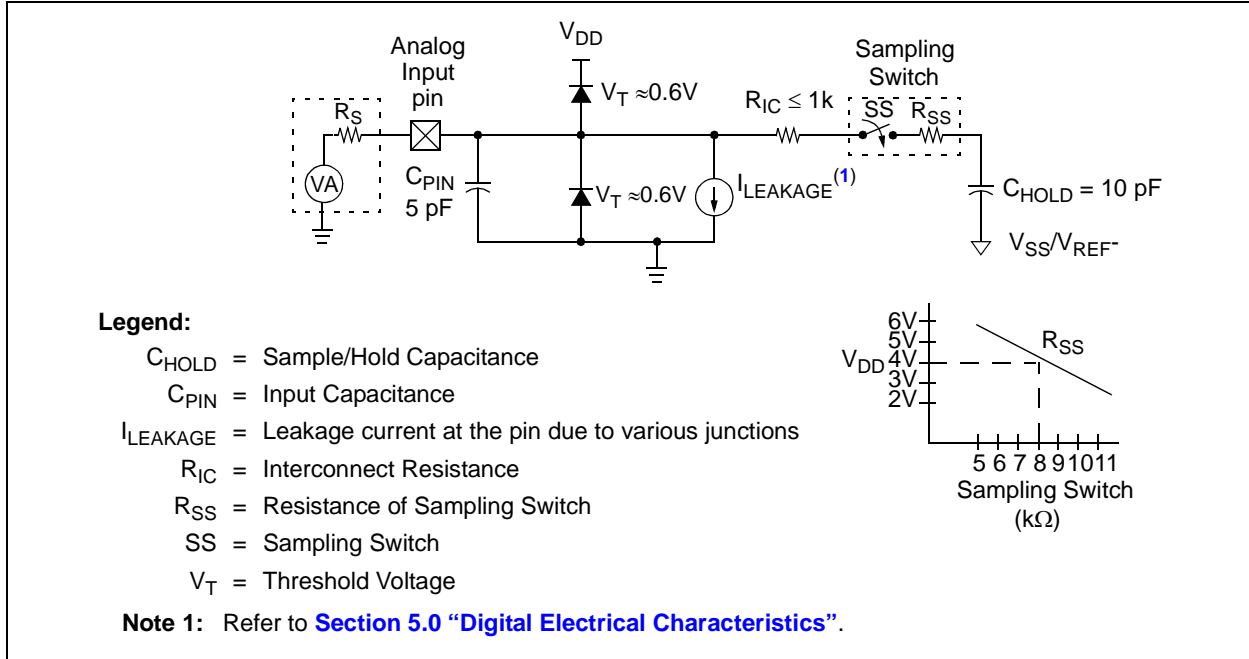 V_DD
Analog
Input
pin
Sampling
Switch
V_T ≈0.6V
R_IC ≤ 1k
SS
R_SS
R_S
VA
C_PIN
5 pF
V_T ≈0.6V
I_LEAKAGE(1)
C_HOLD = 10 pF
V_SS/V_REF-
Legend:
C_HOLD = Sample/Hold Capacitance
C_PIN = Input Capacitance
I_LEAKAGE = Leakage current at the pin due to various junctions
R_IC = Interconnect Resistance
R_SS = Resistance of Sampling Switch
SS = Sampling Switch
V_T = Threshold Voltage
6V
5V
V_DD 4V
3V
2V
R_SS
5 6 7 8 9 10 11
Sampling Switch
(kΩ)
Note 1: Refer to Section 5.0 “Digital Electrical Characteristics”.